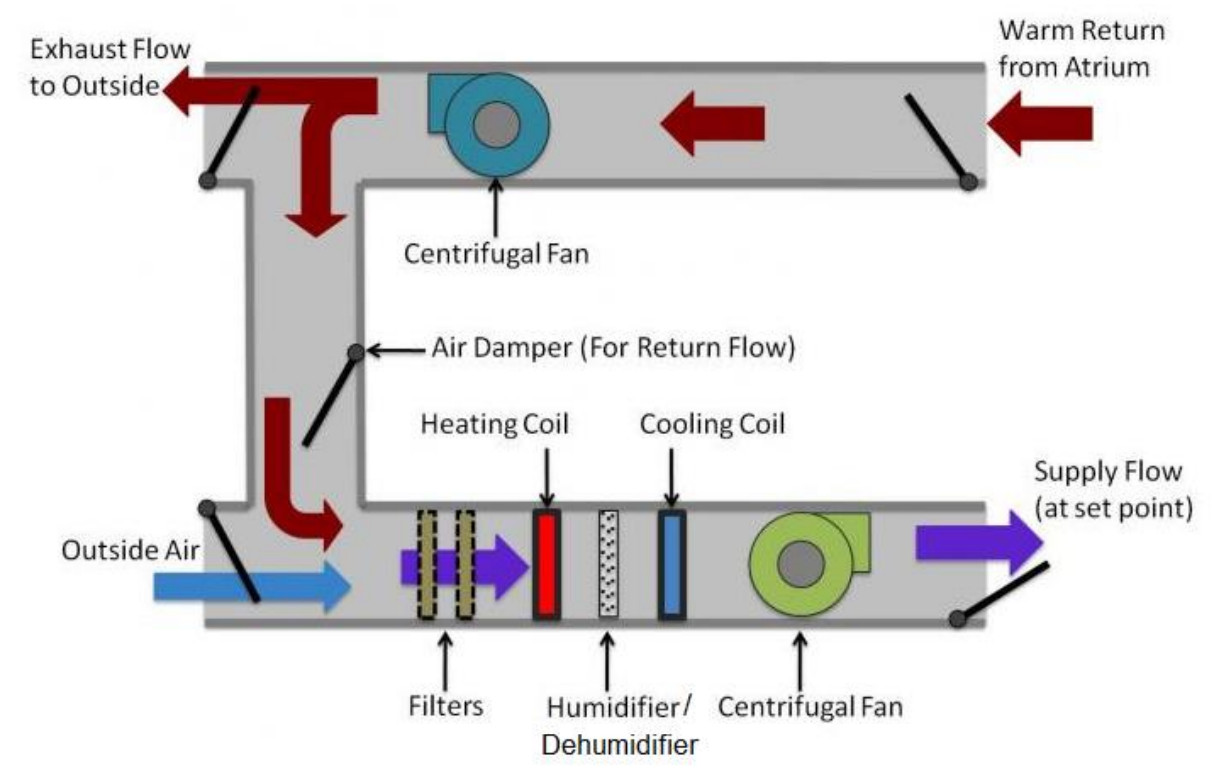 Exhaust Flow
to Outside
Warm Return
from Atrium
Centrifugal Fan
Air Damper (For Return Flow)
Heating Coil
Cooling Coil
Supply Flow
(at set point)
Outside Air
Filters
Humidifier/
Dehumidifier
Centrifugal Fan